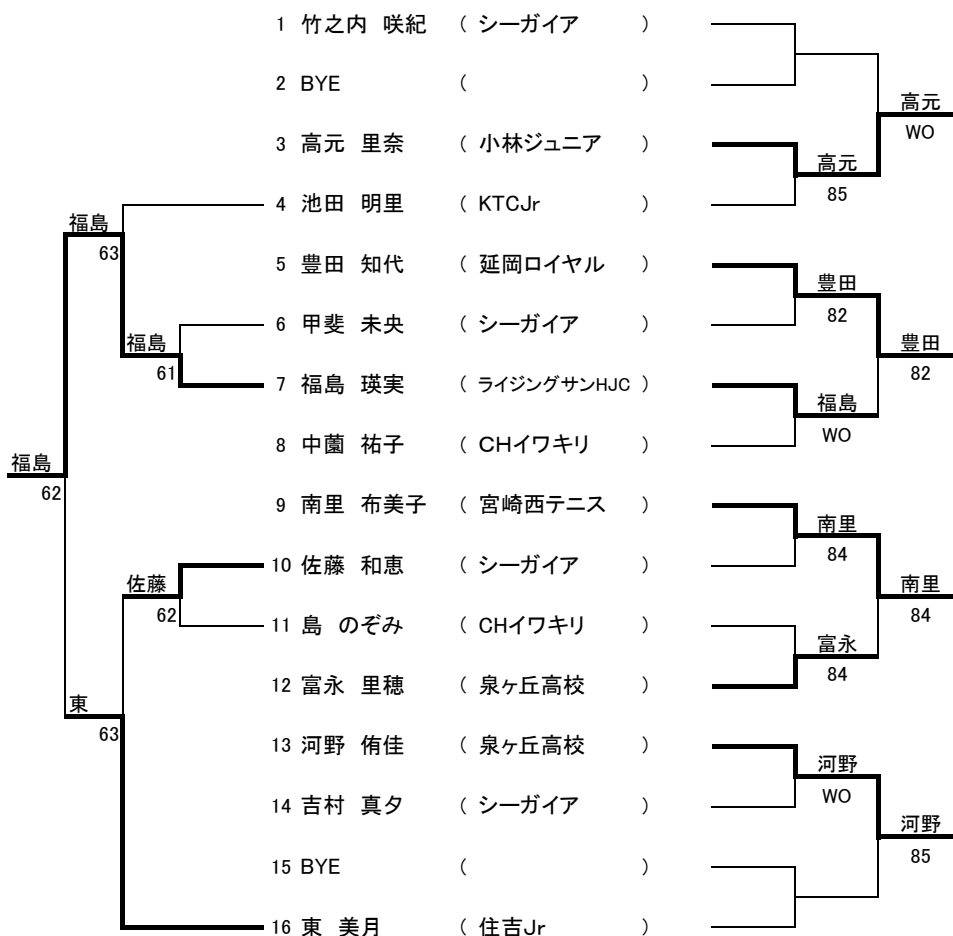 1 竹之内 咲紀 ( シーガイア )
2 BYE ( )
高元
WO
3 高元 里奈 ( 小林ジュニア )
高元
85
4 池田 明里 ( KTCJr )
福島
63
5 豊田 知代 ( 延岡ロイヤル )
豊田
82
6 甲斐 未央 ( シーガイア )
福島
61
豊田
82
7 福島 瑛実 ( ライジングサンHJC )
福島
WO
8 中薗 祐子 ( CHイワキリ )
福島
62
9 南里 布美子 ( 宮崎西テニス )
南里
84
10 佐藤 和恵 ( シーガイア )
佐藤
62
南里
84
11 島 のぞみ ( CHイワキリ )
富永
84
12 富永 里穂 ( 泉ヶ丘高校 )
東
63
13 河野 侑佳 ( 泉ヶ丘高校 )
河野
WO
14 吉村 真夕 ( シーガイア )
河野
85
15 BYE ( )
16 東 美月 ( 住吉Jr )